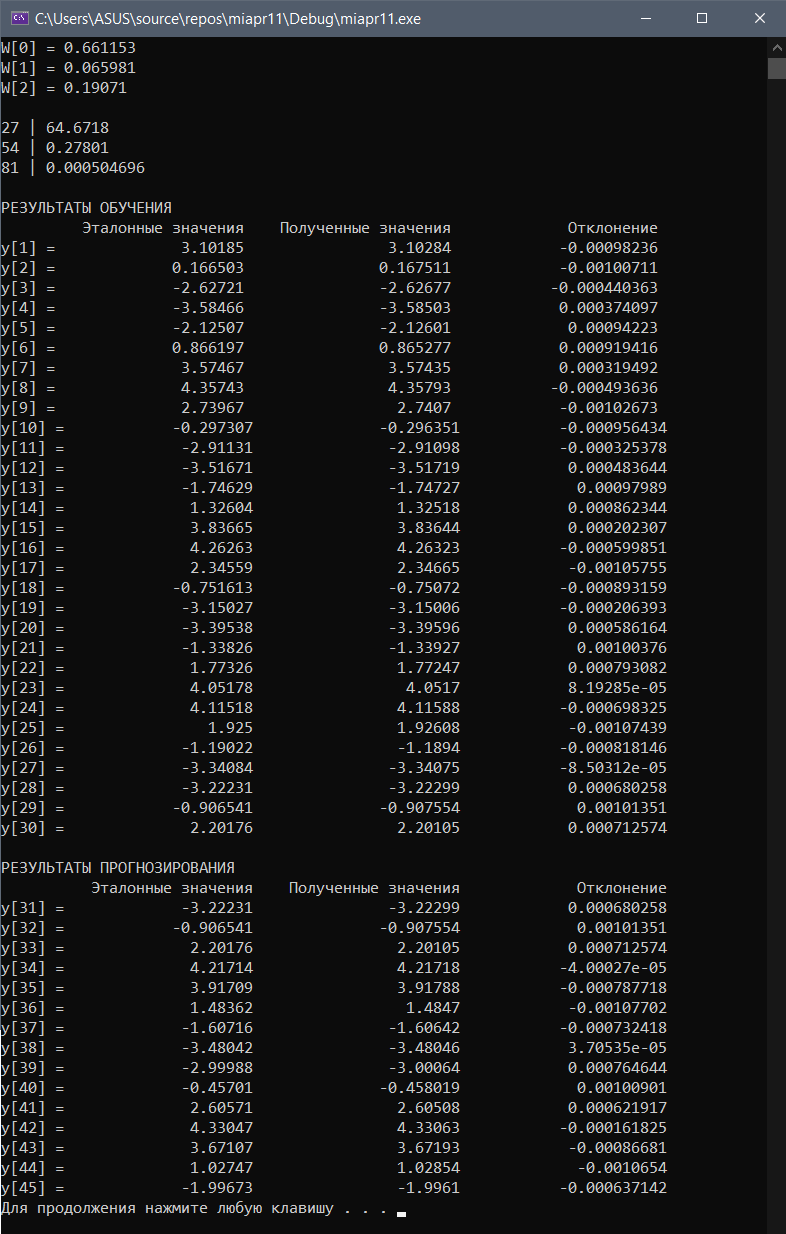 C:\Users\ASUS\source\repos\miapr11\Debug\miapr11.exe
W[0] = 0.661153
W[1] = 0.065981
W[2] = 0.19071
27 | 64.6718
54 | 0.27801
81 | 0.000504696
РЕЗУЛЬТАТЫ ОБУЧЕНИЯ
Эталонные значения Полученные значения Отклонение
y[1] = 3.10185 3.10284 -0.00098236
y[2] = 0.166503 0.167511 -0.00100711
y[3] = -2.62721 -2.62677 -0.000440363
y[4] = -3.58466 -3.58503 0.000374097
y[5] = -2.12507 -2.12601 0.00094223
y[6] = 0.866197 0.865277 0.000919416
y[7] = 3.57467 3.57435 0.000319492
y[8] = 4.35743 4.35793 -0.000493636
y[9] = 2.73967 2.7407 -0.00102673
y[10] = -0.297307 -0.296351 -0.000956434
y[11] = -2.91131 -2.91098 -0.000325378
y[12] = -3.51671 -3.51719 0.000483644
y[13] = -1.74629 -1.74727 0.00097989
y[14] = 1.32604 1.32518 0.000862344
y[15] = 3.83665 3.83644 0.000202307
y[16] = 4.26263 4.26323 -0.000599851
y[17] = 2.34559 2.34665 -0.00105755
y[18] = -0.751613 -0.75072 -0.000893159
y[19] = -3.15027 -3.15006 -0.000206393
y[20] = -3.39538 -3.39596 0.000586164
y[21] = -1.33826 -1.33927 0.00100376
y[22] = 1.77326 1.77247 0.000793082
y[23] = 4.05178 4.0517 8.19285e-05
y[24] = 4.11518 4.11588 -0.000698325
y[25] = 1.925 1.92608 -0.00107439
y[26] = -1.19022 -1.1894 -0.000818146
y[27] = -3.34084 -3.34075 -8.50312e-05
y[28] = -3.22231 -3.22299 0.000680258
y[29] = -0.906541 -0.907554 0.00101351
y[30] = 2.20176 2.20105 0.000712574
РЕЗУЛЬТАТЫ ПРОГНОЗИРОВАНИЯ
Эталонные значения Полученные значения Отклонение
y[31] = -3.22231 -3.22299 0.000680258
y[32] = -0.906541 -0.907554 0.00101351
y[33] = 2.20176 2.20105 0.000712574
y[34] = 4.21714 4.21718 -4.00027e-05
y[35] = 3.91709 3.91788 -0.000787718
y[36] = 1.48362 1.4847 -0.00107702
y[37] = -1.60716 -1.60642 -0.000732418
y[38] = -3.48042 -3.48046 3.70535e-05
y[39] = -2.99988 -3.00064 0.000764644
y[40] = -0.45701 -0.458019 0.00100901
y[41] = 2.60571 2.60508 0.000621917
y[42] = 4.33047 4.33063 -0.000161825
y[43] = 3.67107 3.67193 -0.00086681
y[44] = 1.02747 1.02854 -0.0010654
y[45] = -1.99673 -1.9961 -0.000637142
Для продолжения нажмите любую клавишу . . .